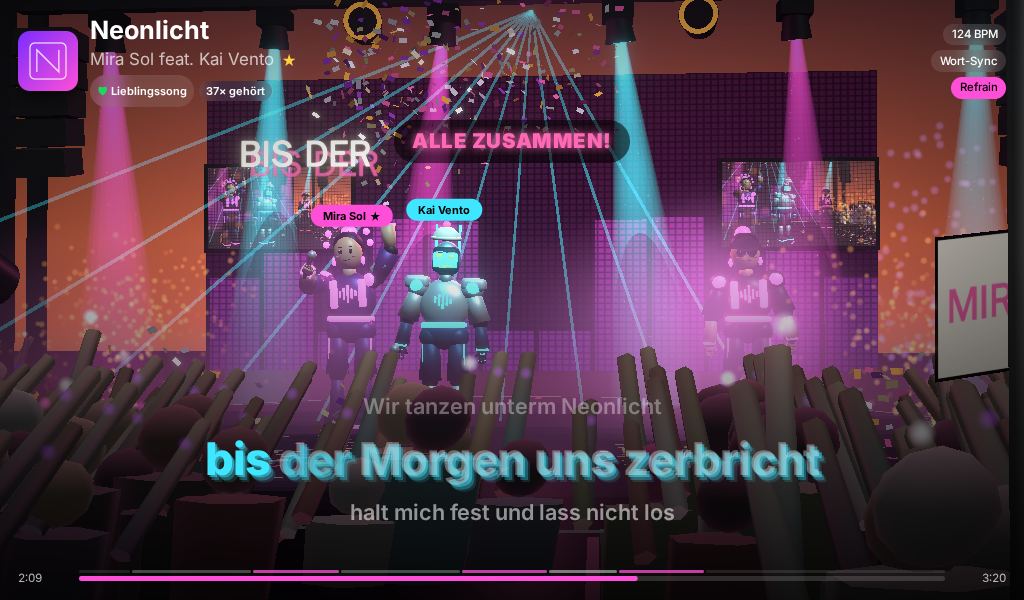 Neonlicht
Mira Sol feat. Kai Vento ★
Lieblingssong
37× gehört
124 BPM
Wort-Sync
Refrain
ALLE ZUSAMMEN!
BIS DER
Mira Sol ★
Kai Vento
MIR
Wir tanzen unterm Neonlicht
bis der Morgen uns zerbricht
halt mich fest und lass nicht los
2:09
3:20